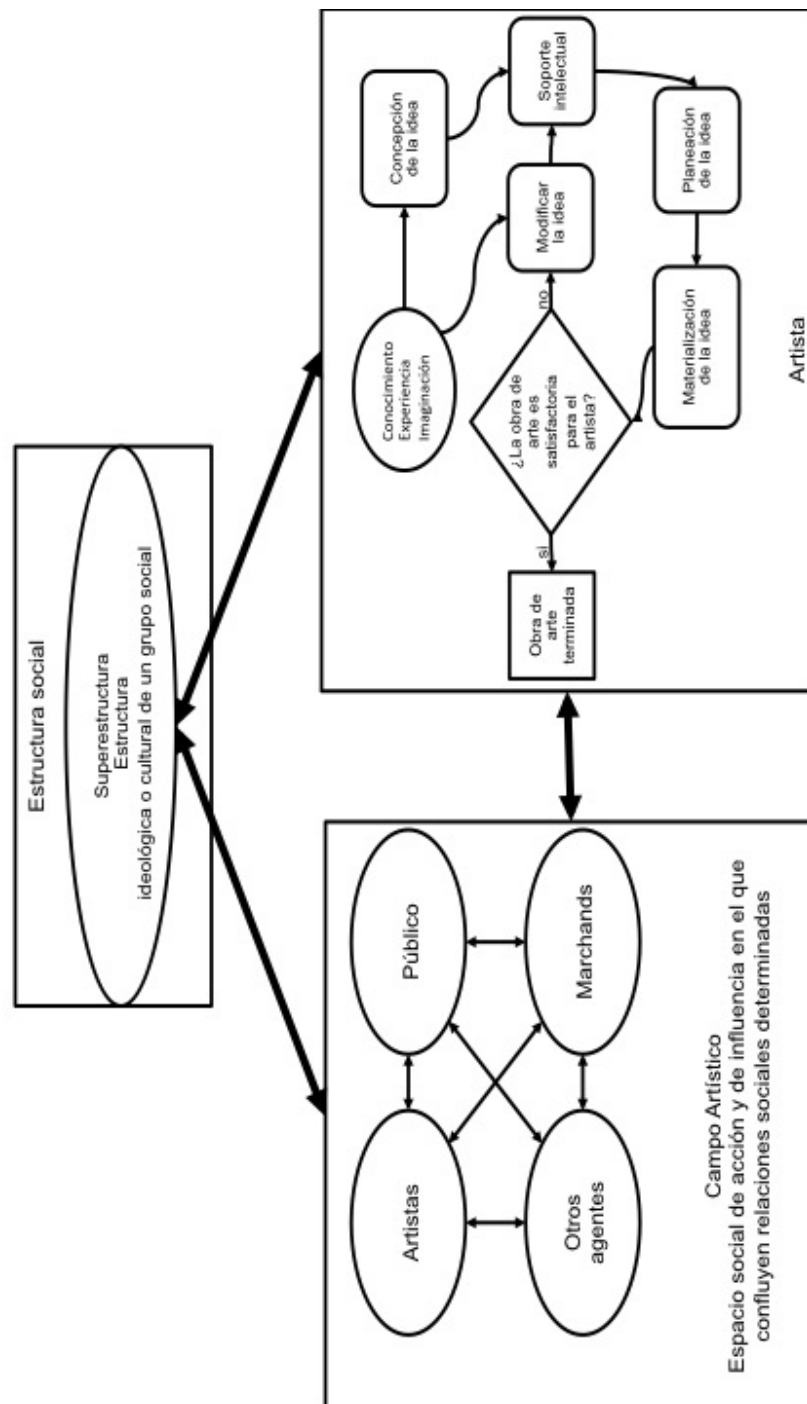 Estructura social
Superestructura
Estructura
ideológica o cultural de un grupo social
Artistas
Público
Otros
agentes
Marchands
Campo Artístico
Espacio social de acción y de influencia en el que
confluyen relaciones sociales determinadas
Conocimiento
Experiencia
Imaginación
Concepción
de la idea
Obra de
arte
terminada
si
¿La obra de
arte es
satisfactoria
para el
artista?
no
Modificar
la idea
Soporte
intelectual
Materialización
de la idea
Planeación
de la idea
Artista